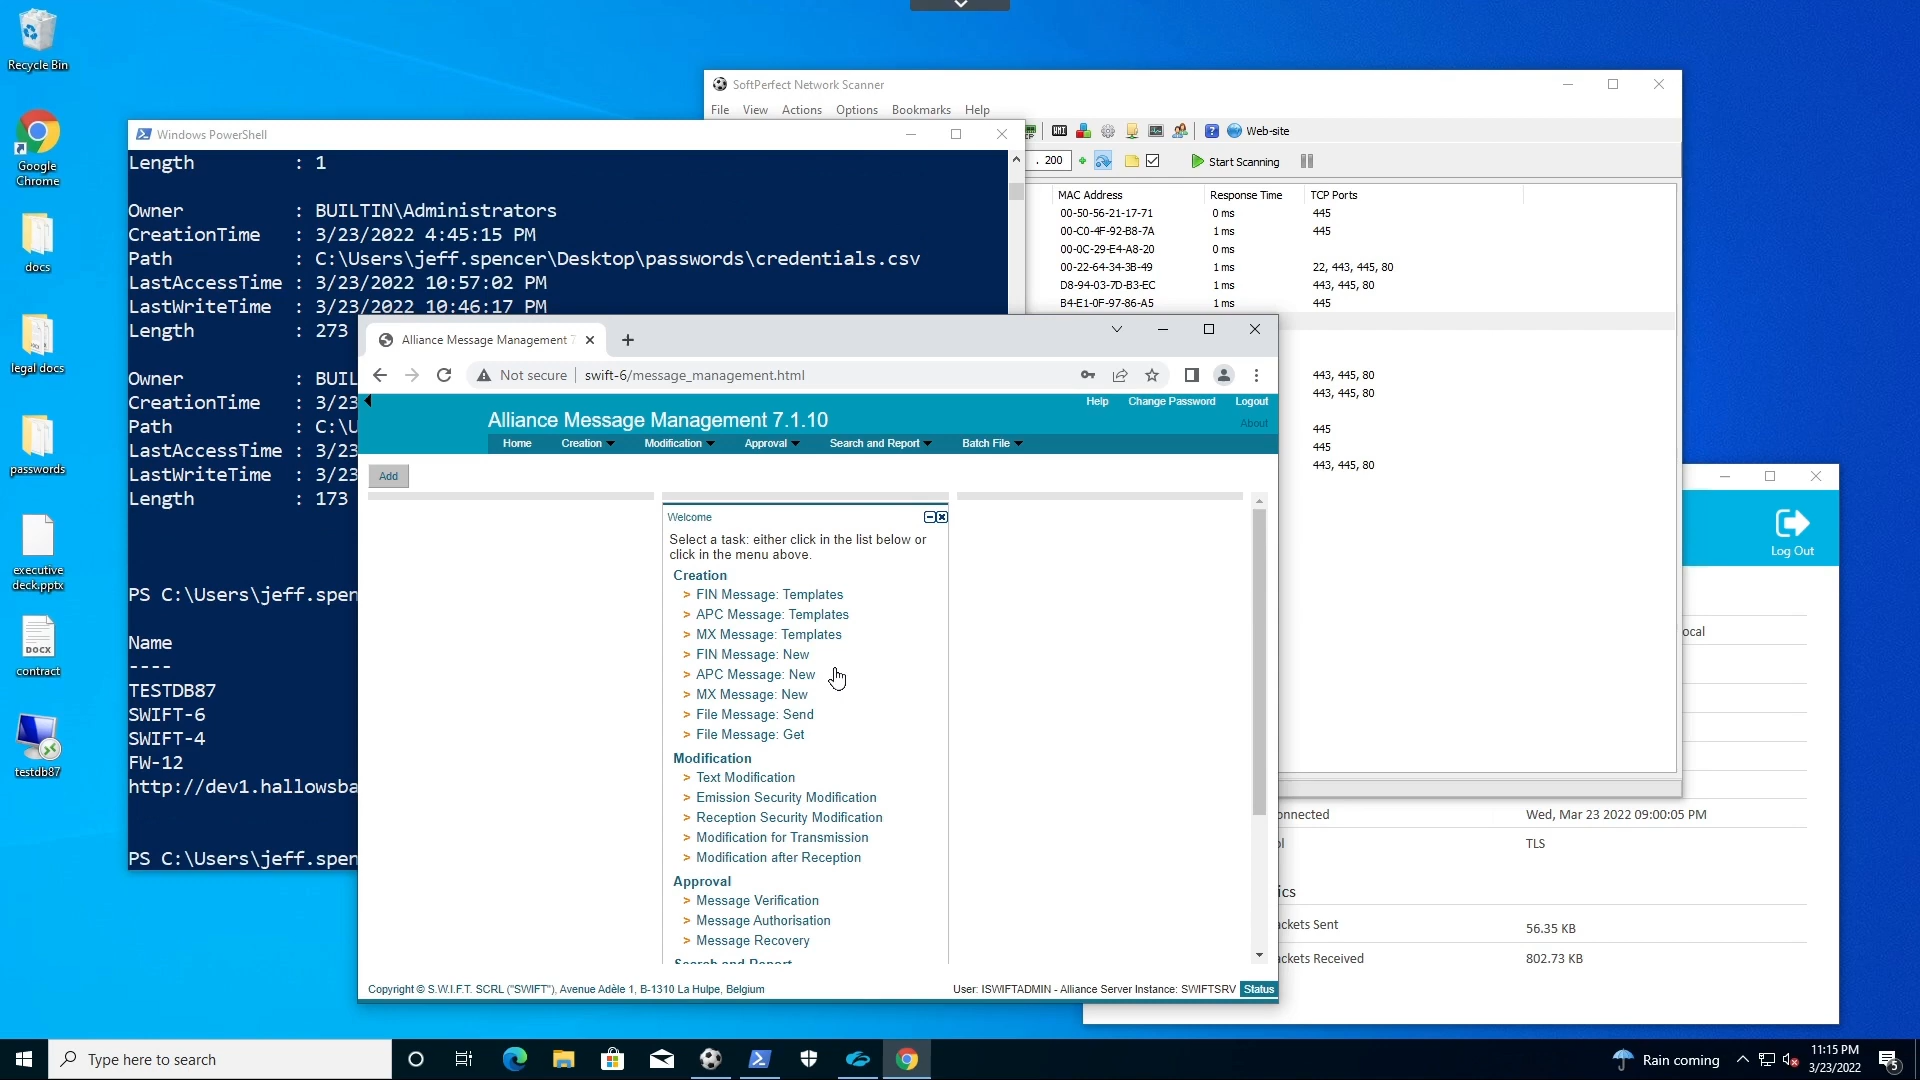 Recycle Bin
Google
Chrome
docs
legal docs
passwords
executive
deck.pptx
DOCX
contract
testdb87
Windows PowerShell
Length : 1
Owner : BUILTIN\Administrators
CreationTime : 3/23/2022 4:45:15 PM
Path : C:\Users\jeff.spencer\Desktop\passwords\credentials.csv
LastAccessTime : 3/23/2022 10:57:02 PM
LastWriteTime : 3/23/2022 10:46:17 PM
Length : 273
Owner : BUIL
CreationTime : 3/23
Path : C:\U
LastAccessTime : 3/23
LastWriteTime : 3/23
Length : 173
PS C:\Users\jeff.spen
Name
----
TESTDB87
SWIFT-6
SWIFT-4
FW-12
http://dev1.hallowsba
PS C:\Users\jeff.spen
SoftPerfect Network Scanner
File View Actions Options Bookmarks Help
Web-site
. 200 Start Scanning
MAC Address Response Time TCP Ports
00-50-56-21-17-71 0 ms 445
00-C0-4F-92-B8-7A 1 ms 445
00-0C-29-E4-A8-20 0 ms
00-22-64-34-3B-49 1 ms 22, 443, 445, 80
D8-94-03-7D-B3-EC 1 ms 443, 445, 80
B4-E1-0F-97-86-A5 1 ms 445
443, 445, 80
443, 445, 80
445
445
443, 445, 80
Alliance Message Management 7
Not secure swift-6/message_management.html
Help Change Password Logout
Alliance Message Management 7.1.10
About
Home Creation Modification Approval Search and Report Batch File
Add
Welcome
Select a task: either click in the list below or
click in the menu above.
Creation
> FIN Message: Templates
> APC Message: Templates
> MX Message: Templates
> FIN Message: New
> APC Message: New
> MX Message: New
> File Message: Send
> File Message: Get
Modification
> Text Modification
> Emission Security Modification
> Reception Security Modification
> Modification for Transmission
> Modification after Reception
Approval
> Message Verification
> Message Authorisation
> Message Recovery
Search and Report
Copyright © S.W.I.F.T. SCRL ("SWIFT"), Avenue Adèle 1, B-1310 La Hulpe, Belgium
User: ISWIFTADMIN - Alliance Server Instance: SWIFTSRV Status
Log Out
ocal
onnected Wed, Mar 23 2022 09:00:05 PM
ol TLS
ics
ackets Sent 56.35 KB
ackets Received 802.73 KB
Type here to search
Rain coming
11:15 PM
3/23/2022
5